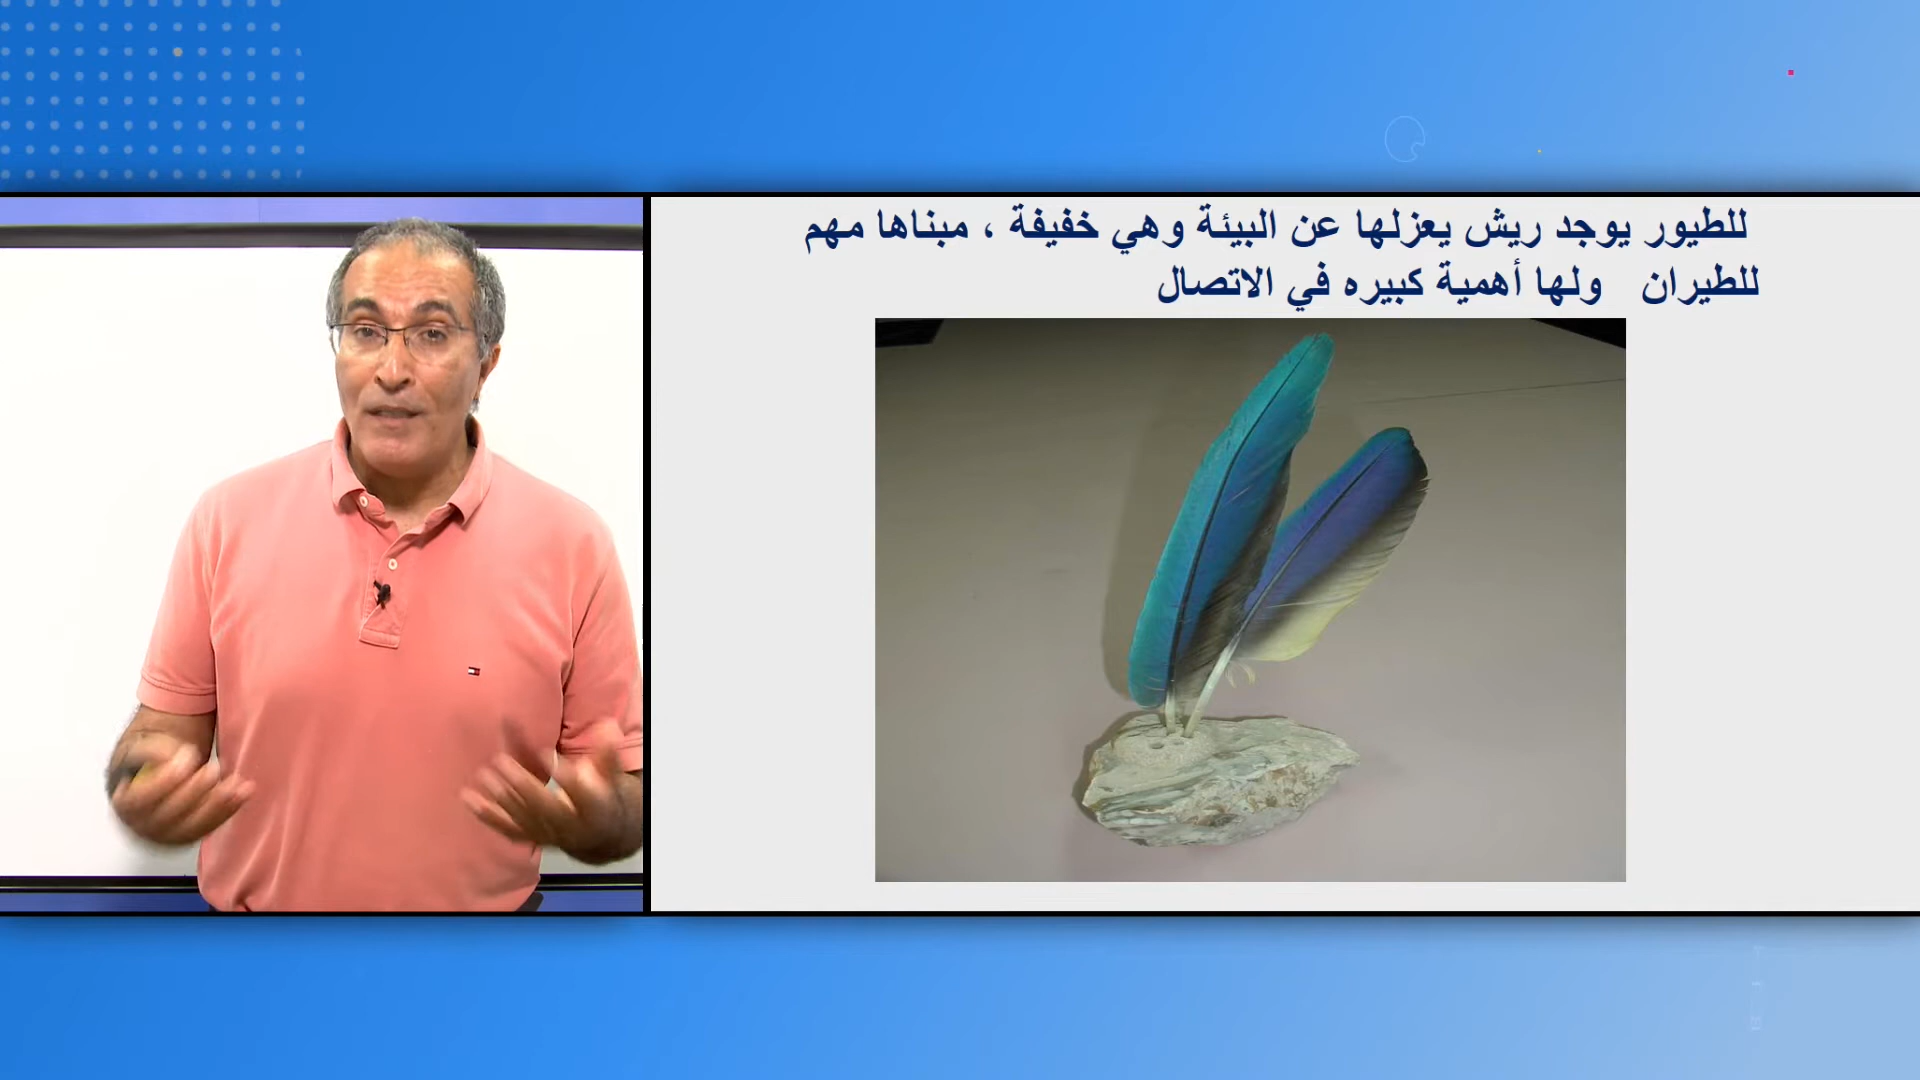 للطيور يوجد ريش يعزلها عن البيئة وهي خفيفة ، مبناها مهم
للطيران ولها أهمية كبيره في الاتصال